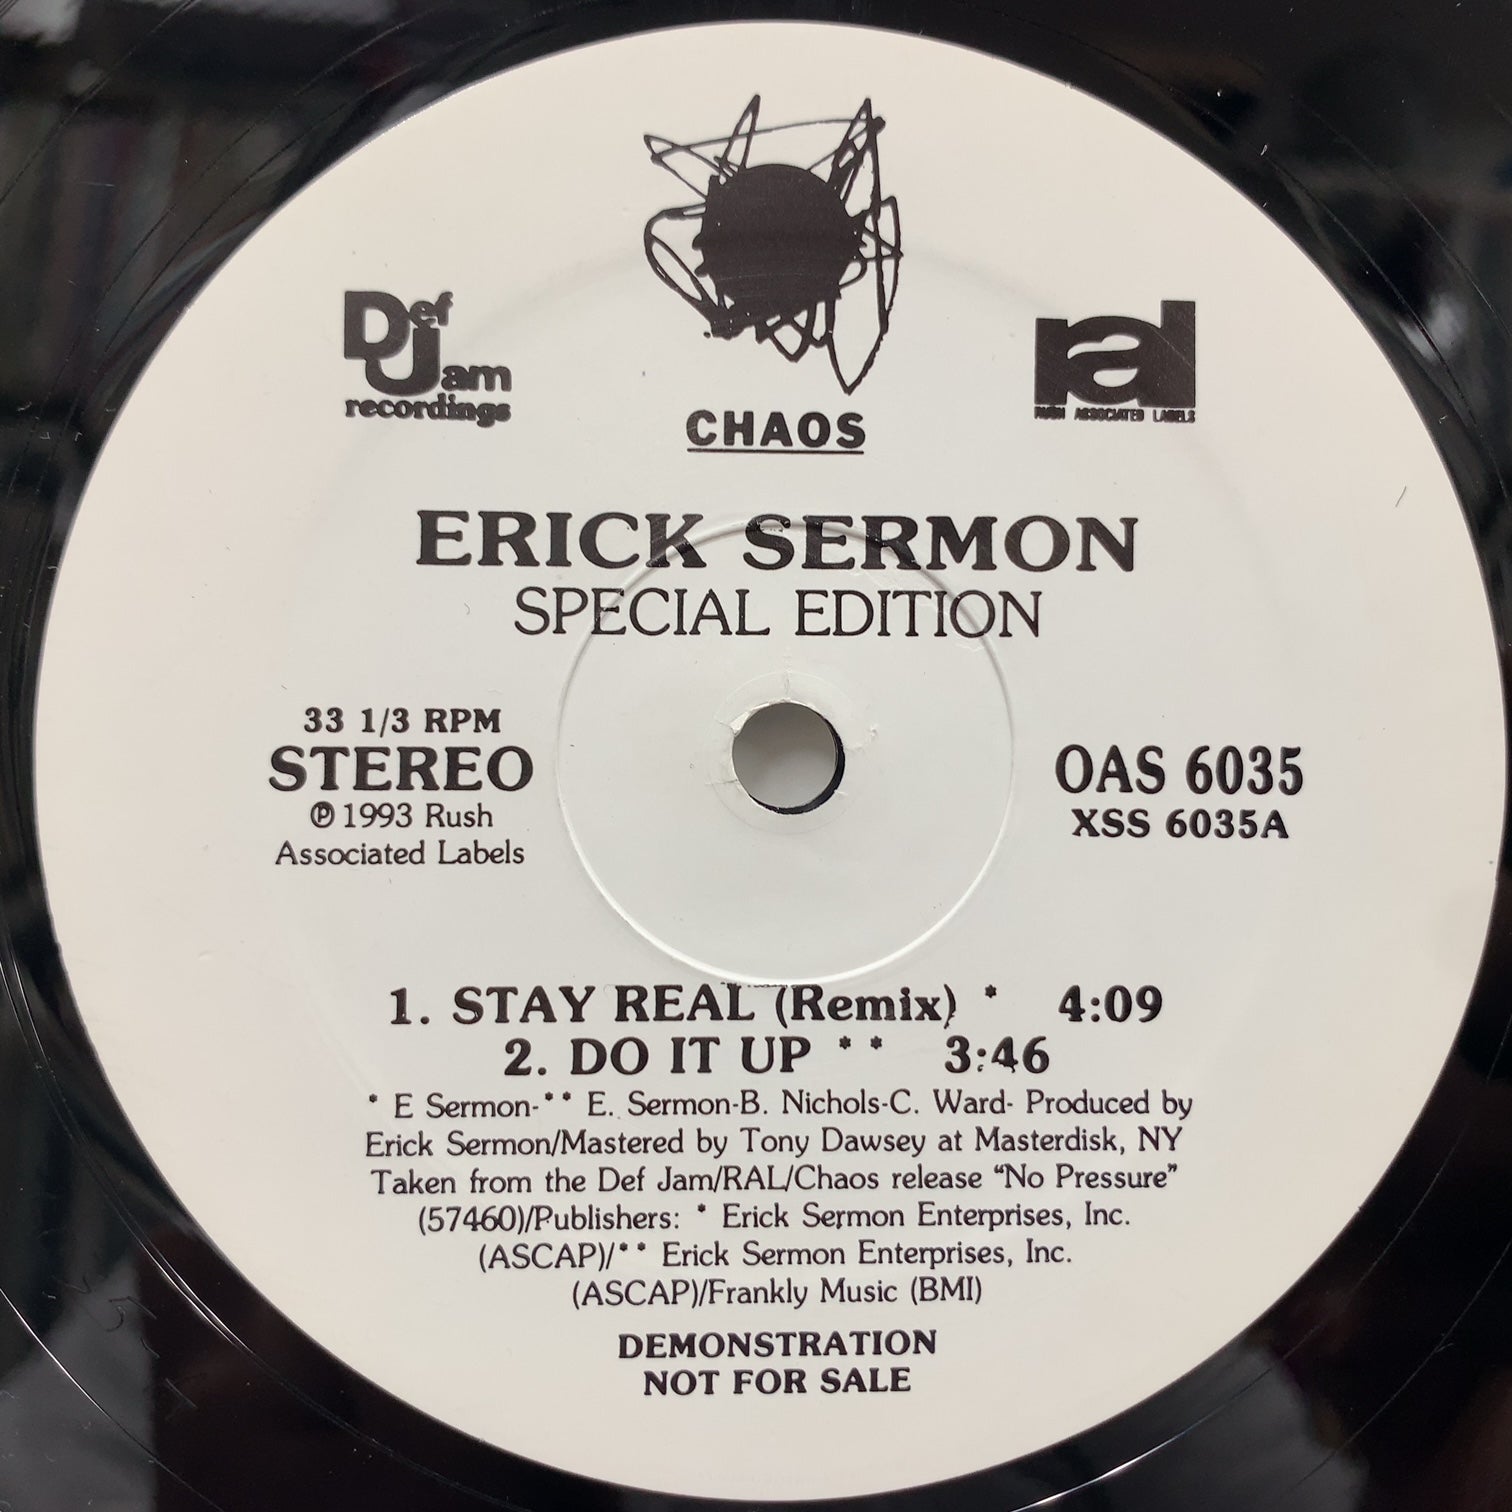 Def
Jam
recordings
CHAOS
ral
RUSH ASSOCIATED LABELS
ERICK SERMON
SPECIAL EDITION
33 1/3 RPM
STEREO
℗ 1993 Rush
Associated Labels
OAS 6035
XSS 6035A
1. STAY REAL (Remix) * 4:09
2. DO IT UP ** 3:46
* E Sermon-** E. Sermon-B. Nichols-C. Ward- Produced by
Erick Sermon/Mastered by Tony Dawsey at Masterdisk, NY
Taken from the Def Jam/RAL/Chaos release “No Pressure”
(57460)/Publishers: * Erick Sermon Enterprises, Inc.
(ASCAP)/** Erick Sermon Enterprises, Inc.
(ASCAP)/Frankly Music (BMI)
DEMONSTRATION
NOT FOR SALE